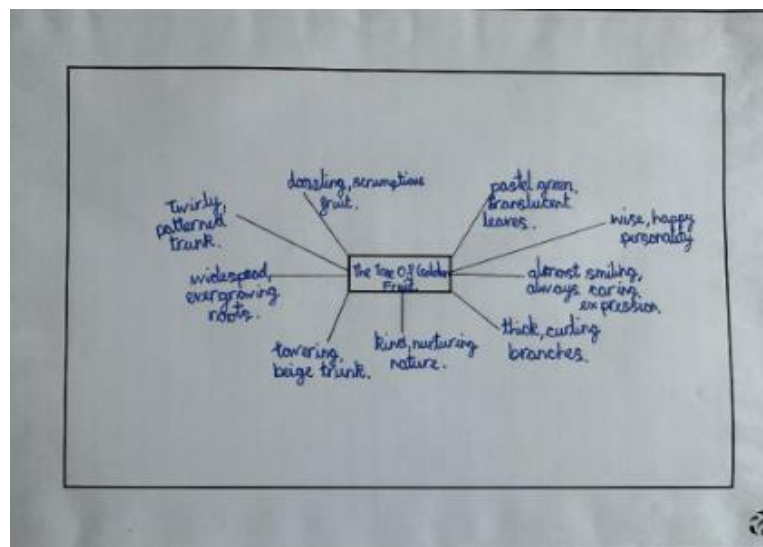 dazzling, scrumptious
fruit.
pastel green,
translucent
leaves.
Twirly,
patterned
trunk.
wise, happy
personality
The Tree Of Golden
Fruit.
widespread,
evergrowing
roots.
almost smiling,
always caring,
expression.
thick, curling
branches.
kind, nurturing
nature.
towering,
beige trunk.